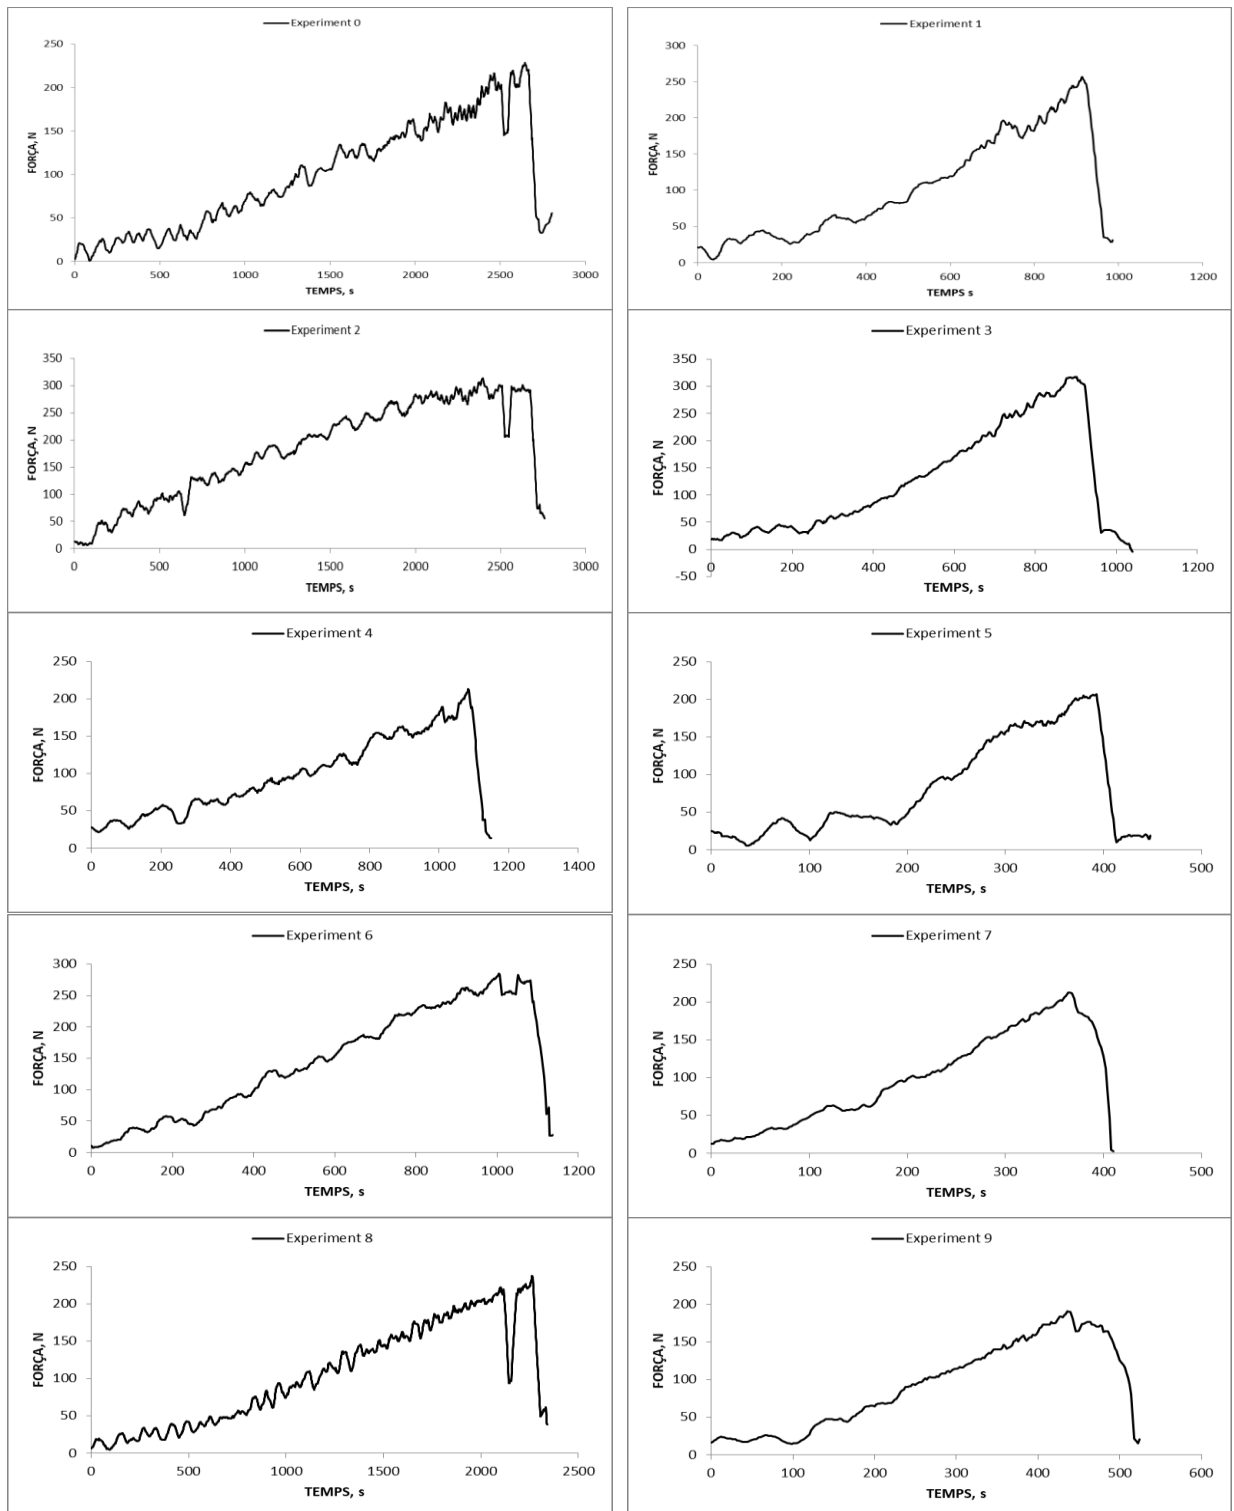 Experiment 0
250
200
150
100
50
0
FORÇA, N
0 500 1000 1500 2000 2500 3000
TEMPS, s
Experiment 1
300
250
200
150
100
50
0
FORÇA, N
0 200 400 600 800 1000 1200
TEMPS s
Experiment 2
350
300
250
200
150
100
50
0
FORÇA, N
0 500 1000 1500 2000 2500 3000
TEMPS, s
Experiment 3
350
300
250
200
150
100
50
0
-50
FORÇA, N
0 200 400 600 800 1000 1200
TEMPS, s
Experiment 4
250
200
150
100
50
0
FORÇA, N
0 200 400 600 800 1000 1200 1400
TEMPS, s
Experiment 5
250
200
150
100
50
0
FORÇA, N
0 100 200 300 400 500
TEMPS, s
Experiment 6
300
250
200
150
100
50
0
FORÇA, N
0 200 400 600 800 1000 1200
TEMPS, s
Experiment 7
250
200
150
100
50
0
FORÇA, N
0 100 200 300 400 500
TEMPS, s
Experiment 8
250
200
150
100
50
0
FORÇA, N
0 500 1000 1500 2000 2500
TEMPS, s
Experiment 9
250
200
150
100
50
0
FORÇA, N
0 100 200 300 400 500 600
TEMPS, s